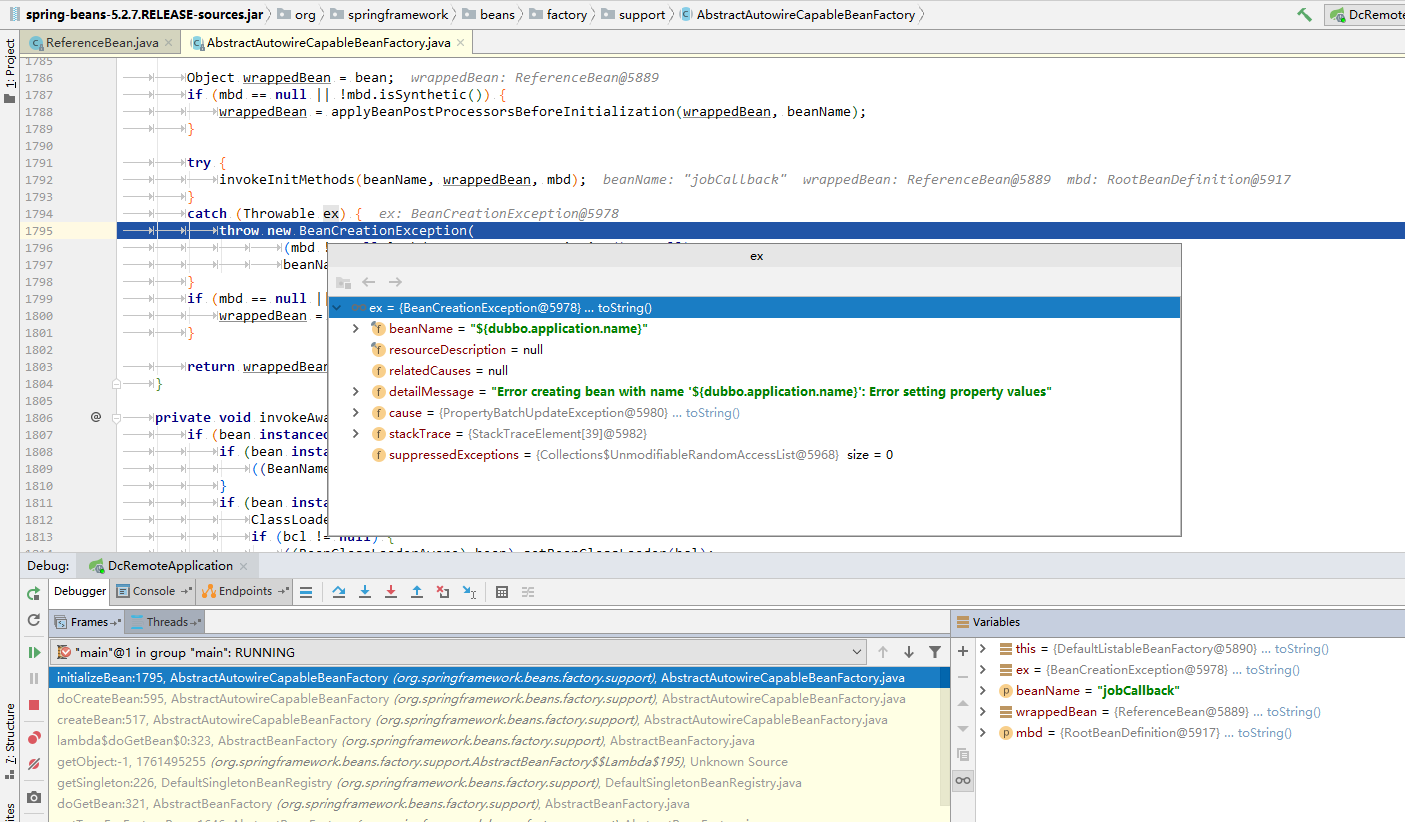 spring-beans-5.2.7.RELEASE-sources.jar org springframework beans factory support AbstractAutowireCapableBeanFactory DcRemote
ReferenceBean.java AbstractAutowireCapableBeanFactory.java
1: Project
1785
1786 Object wrappedBean = bean; wrappedBean: ReferenceBean@5889
1787 if (mbd == null || !mbd.isSynthetic()) {
1788 wrappedBean = applyBeanPostProcessorsBeforeInitialization(wrappedBean, beanName);
1789 }
1790
1791 try {
1792 invokeInitMethods(beanName, wrappedBean, mbd); beanName: "jobCallback" wrappedBean: ReferenceBean@5889 mbd: RootBeanDefinition@5917
1793 }
1794 catch (Throwable ex) { ex: BeanCreationException@5978
1795 throw new BeanCreationException(
1796 (mbd
1797 beanNa
1798 }
1799 if (mbd == null ||
1800 wrappedBean =
1801 }
1802
1803 return wrappedBean
1804 }
1805
1806 @ private void invokeAwa
1807 if (bean instanced
1808 if (bean insta
1809 ((BeanName
1810 }
1811 if (bean insta
1812 ClassLoade
1813 if (bcl != null) {
ex
ex = {BeanCreationException@5978} ... toString()
f beanName = "${dubbo.application.name}"
f resourceDescription = null
f relatedCauses = null
f detailMessage = "Error creating bean with name '${dubbo.application.name}': Error setting property values"
f cause = {PropertyBatchUpdateException@5980} ... toString()
f stackTrace = {StackTraceElement[39]@5982}
f suppressedExceptions = {Collections$UnmodifiableRandomAccessList@5968} size = 0
Debug: DcRemoteApplication
Debugger Console Endpoints
Frames Threads
"main"@1 in group "main": RUNNING
initializeBean:1795, AbstractAutowireCapableBeanFactory (org.springframework.beans.factory.support), AbstractAutowireCapableBeanFactory.java
doCreateBean:595, AbstractAutowireCapableBeanFactory (org.springframework.beans.factory.support), AbstractAutowireCapableBeanFactory.java
createBean:517, AbstractAutowireCapableBeanFactory (org.springframework.beans.factory.support), AbstractAutowireCapableBeanFactory.java
lambda$doGetBean$0:323, AbstractBeanFactory (org.springframework.beans.factory.support), AbstractBeanFactory.java
getObject:-1, 1761495255 (org.springframework.beans.factory.support.AbstractBeanFactory$$Lambda$195), Unknown Source
getSingleton:226, DefaultSingletonBeanRegistry (org.springframework.beans.factory.support), DefaultSingletonBeanRegistry.java
doGetBean:321, AbstractBeanFactory (org.springframework.beans.factory.support), AbstractBeanFactory.java
Variables
this = {DefaultListableBeanFactory@5890} ... toString()
ex = {BeanCreationException@5978} ... toString()
p beanName = "jobCallback"
wrappedBean = {ReferenceBean@5889} ... toString()
p mbd = {RootBeanDefinition@5917} ... toString()
Z: Structure